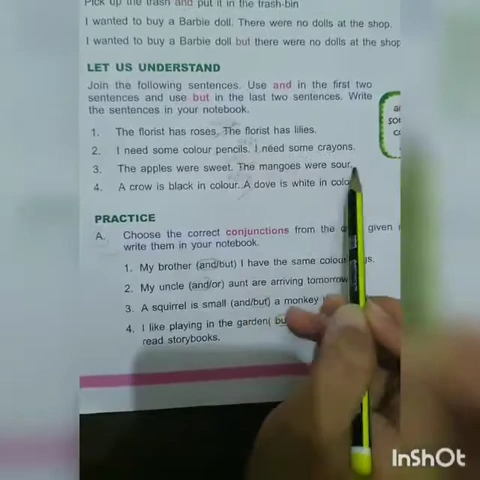 Pick up the trash and put it in the trash-bin
I wanted to buy a Barbie doll. There were no dolls at the shop.
I wanted to buy a Barbie doll but there were no dolls at the shop
LET US UNDERSTAND
Join the following sentences. Use and in the first two
sentences and use but in the last two sentences. Write
the sentences in your notebook.
1. The florist has roses. The florist has lilies.
2. I need some colour pencils. I need some crayons.
3. The apples were sweet. The mangoes were sour.
4. A crow is black in colour. A dove is white in colo
PRACTICE
A. Choose the correct conjunctions from the given
write them in your notebook.
1. My brother (and/but) I have the same colou
2. My uncle (and/or) aunt are arriving tomorrow
3. A squirrel is small (and/but) a monkey
4. I like playing in the garden( bu
read storybooks.
InShOt